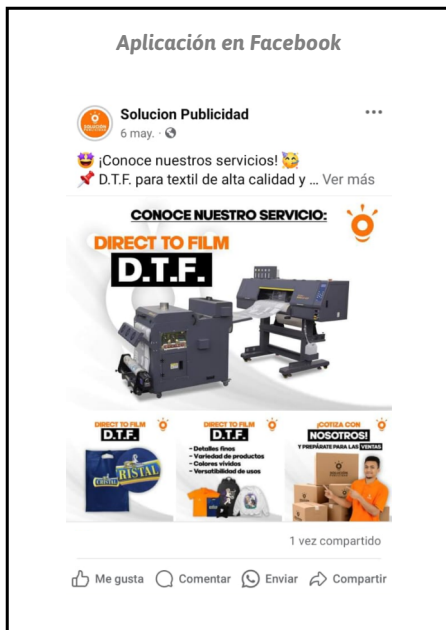 Aplicación en Facebook
Solucion Publicidad
6 may.
🤩 ¡Conoce nuestros servicios! 🥳
📌 D.T.F. para textil de alta calidad y ... Ver más
CONOCE NUESTRO SERVICIO:
DIRECT TO FILM
D.T.F.
DIRECT TO FILM
D.T.F.
CRISTAL
RISTAL
DIRECT TO FILM
D.T.F.
- Detalles finos
- Variedad de productos
- Colores vívidos
- Versatibilidad de usos
¡COTIZA CON
NOSOTROS!
Y PREPÁRATE PARA LAS VENTAS
1 vez compartido
Me gusta Comentar Enviar Compartir